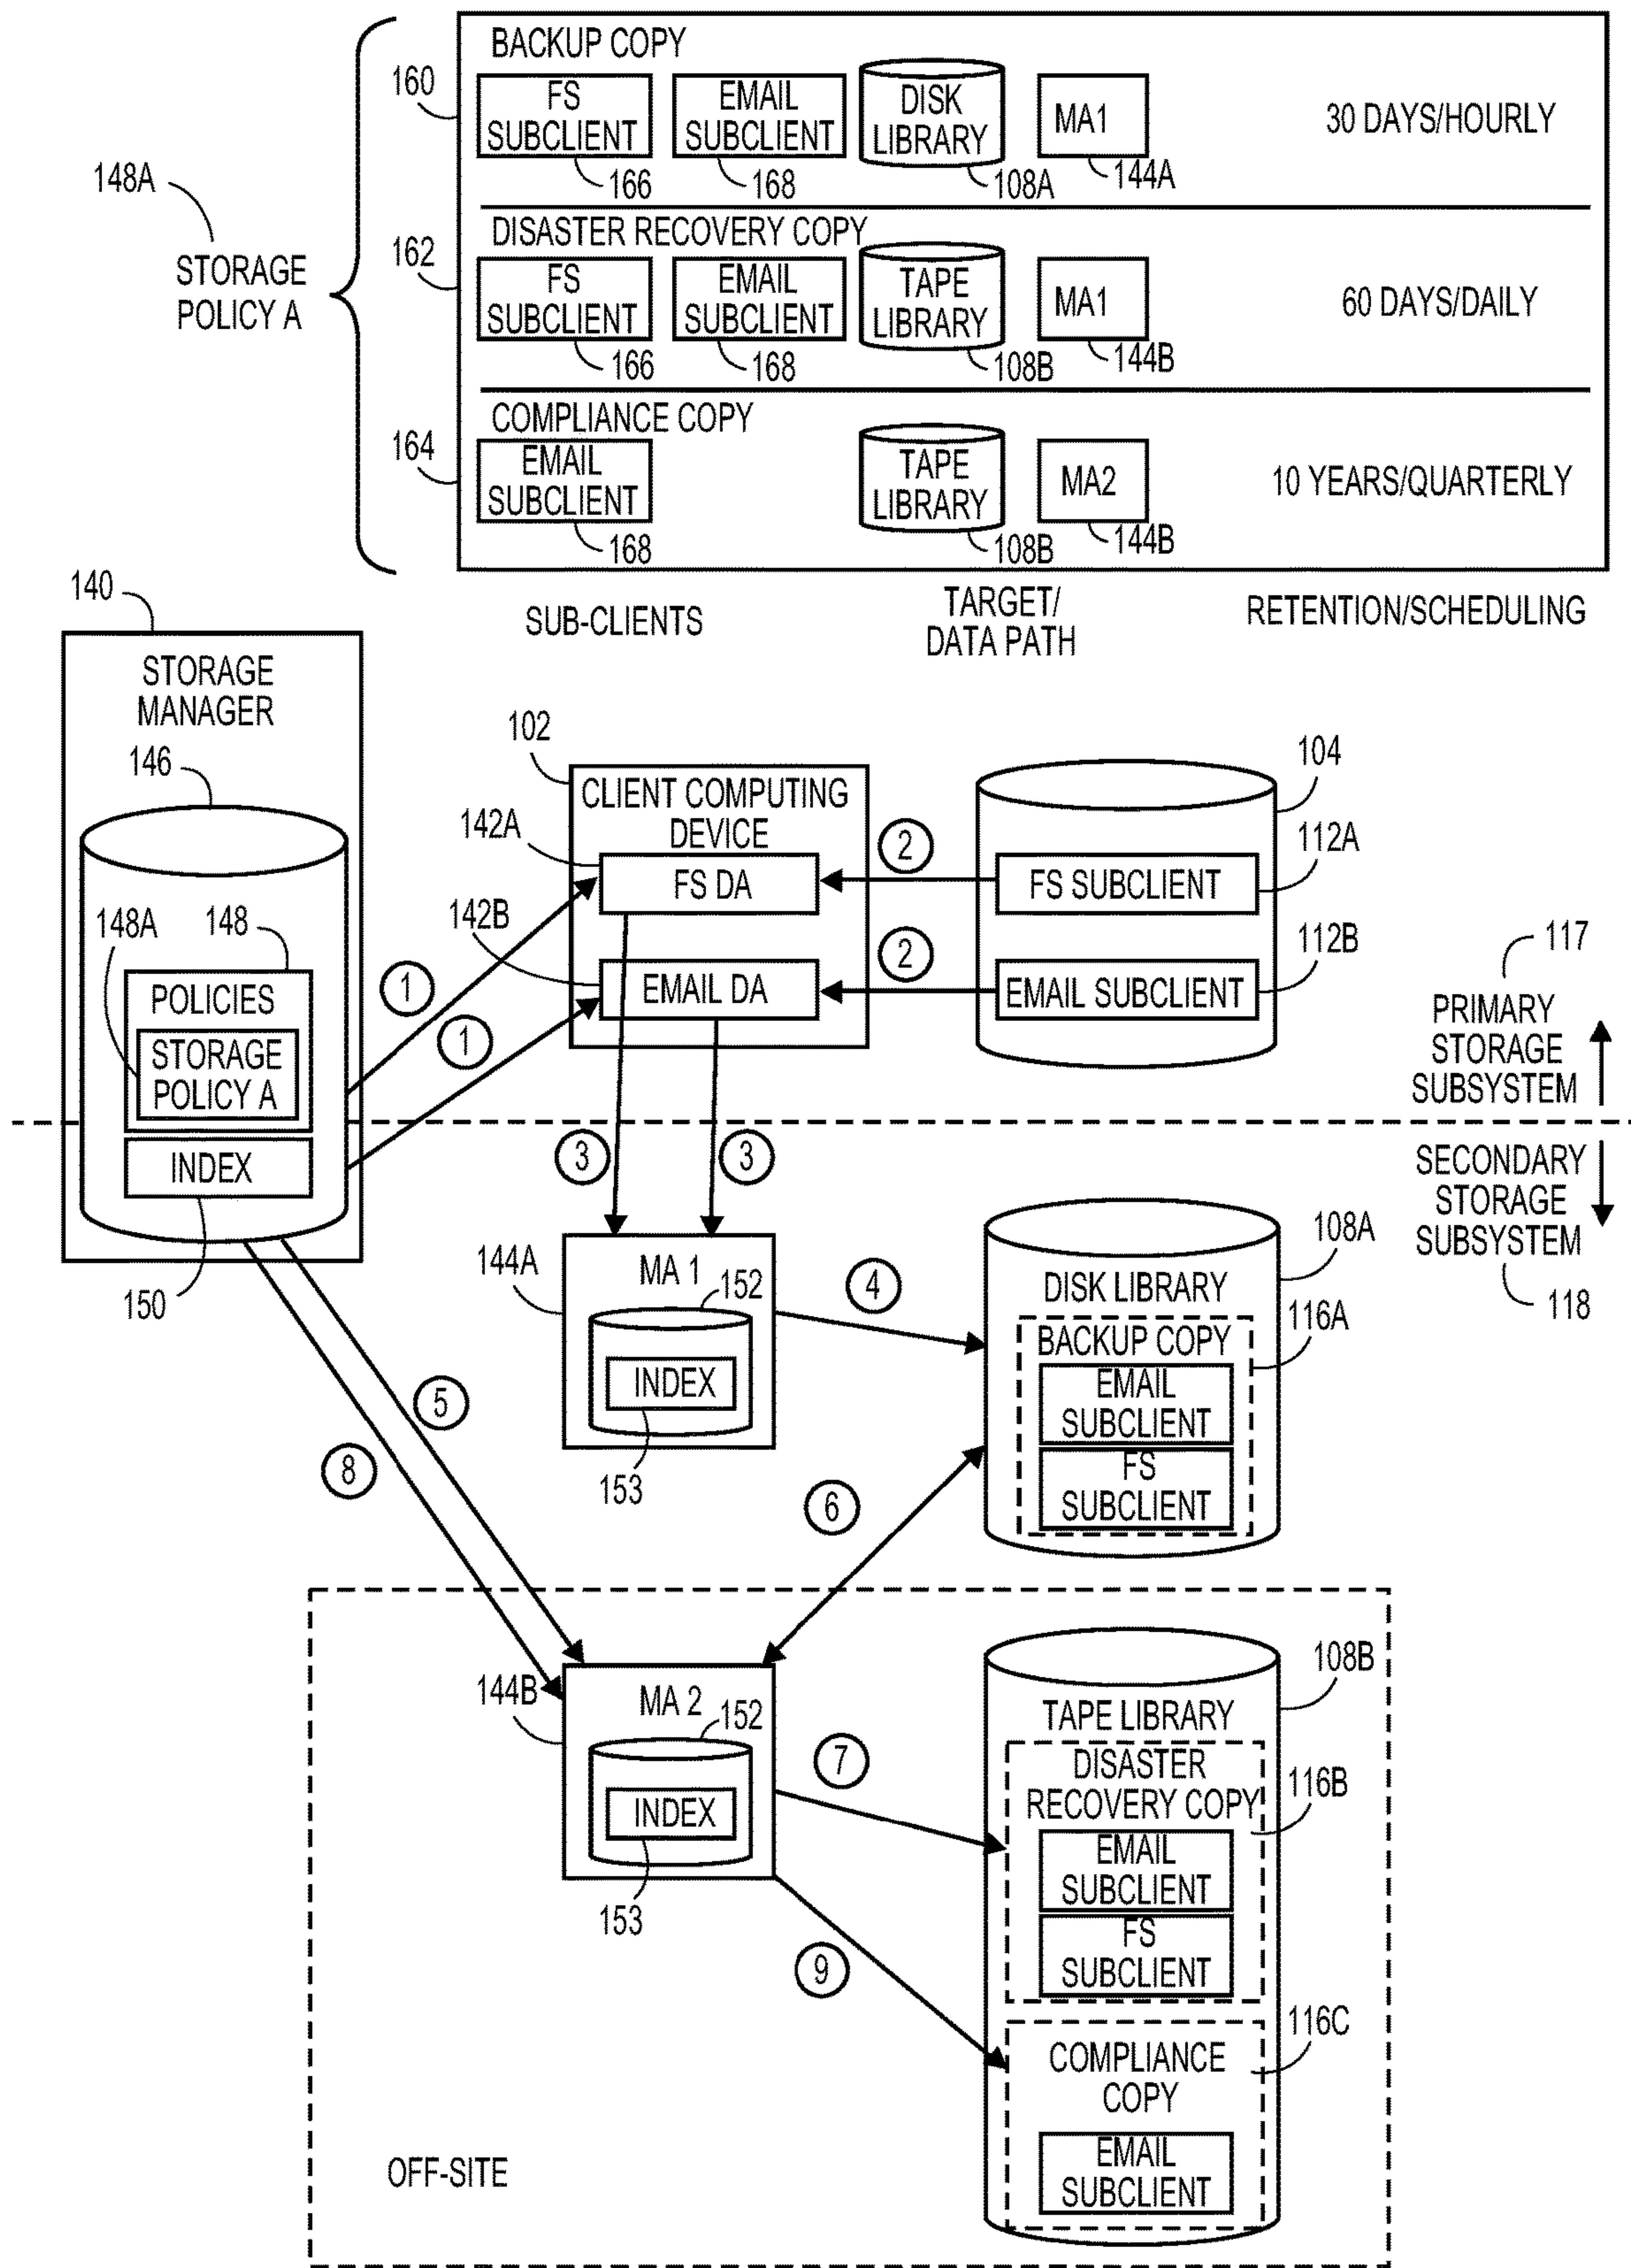 BACKUP COPY
160
FS
SUBCLIENT
166
EMAIL
SUBCLIENT
168
DISK
LIBRARY
108A
MA1
144A
30 DAYS/HOURLY
148A
STORAGE
POLICY A
DISASTER RECOVERY COPY
162
FS
SUBCLIENT
166
EMAIL
SUBCLIENT
168
TAPE
LIBRARY
108B
MA1
144B
60 DAYS/DAILY
COMPLIANCE COPY
164
EMAIL
SUBCLIENT
168
TAPE
LIBRARY
108B
MA2
144B
10 YEARS/QUARTERLY
SUB-CLIENTS
TARGET/
DATA PATH
RETENTION/SCHEDULING
140
STORAGE
MANAGER
146
148A
148
POLICIES
STORAGE
POLICY A
INDEX
150
1
1
102
CLIENT COMPUTING
DEVICE
142A
FS DA
142B
EMAIL DA
2
2
104
FS SUBCLIENT
112A
EMAIL SUBCLIENT
112B
117
PRIMARY
STORAGE
SUBSYSTEM
SECONDARY
STORAGE
SUBSYSTEM
118
3
3
144A
MA 1
152
INDEX
153
4
108A
DISK LIBRARY
BACKUP COPY
116A
EMAIL
SUBCLIENT
FS
SUBCLIENT
5
8
6
144B
MA 2
152
INDEX
153
7
9
108B
TAPE LIBRARY
DISASTER
RECOVERY COPY
116B
EMAIL
SUBCLIENT
FS
SUBCLIENT
116C
COMPLIANCE
COPY
EMAIL
SUBCLIENT
OFF-SITE